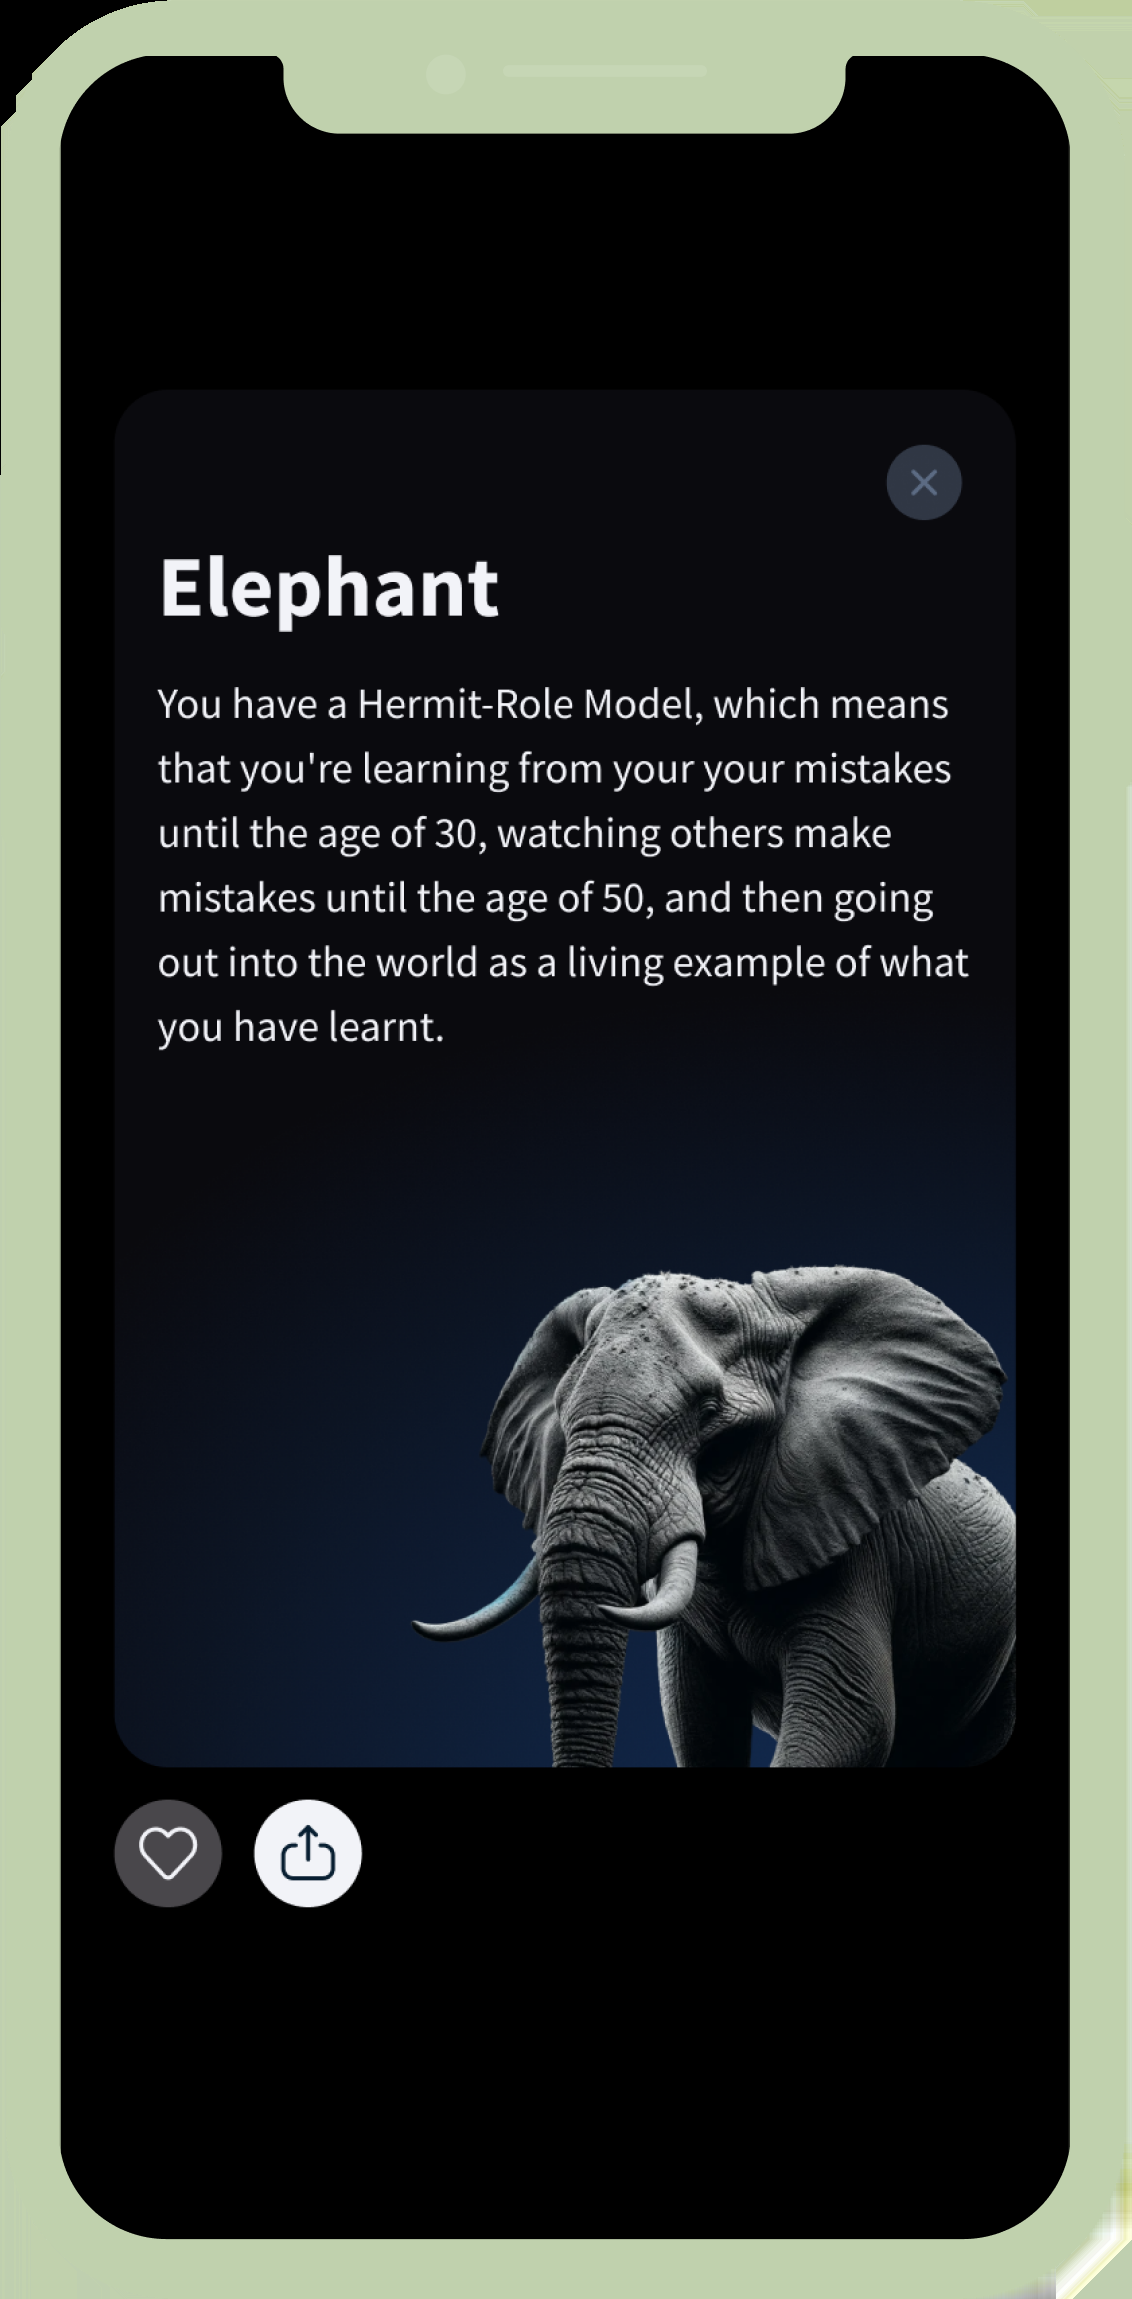 Elephant
You have a Hermit-Role Model, which means
that you're learning from your your mistakes
until the age of 30, watching others make
mistakes until the age of 50, and then going
out into the world as a living example of what
you have learnt.